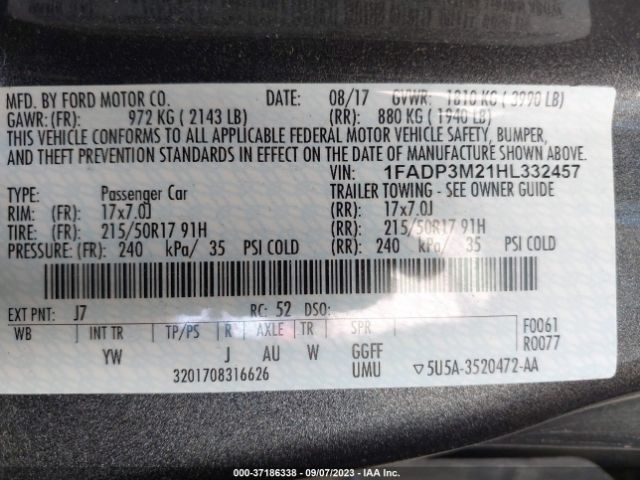 MFD. BY FORD MOTOR CO. DATE: 08/17 GVWR: 1810 KG ( 3990 LB)
GAWR: (FR): 972 KG ( 2143 LB) (RR): 880 KG ( 1940 LB)
THIS VEHICLE CONFORMS TO ALL APPLICABLE FEDERAL MOTOR VEHICLE SAFETY, BUMPER,
AND THEFT PREVENTION STANDARDS IN EFFECT ON THE DATE OF MANUFACTURE SHOWN ABOVE.
VIN: 1FADP3M21HL332457
TYPE: Passenger Car TRAILER TOWING - SEE OWNER GUIDE
RIM: (FR): 17x7.0J (RR): 17x7.0J
TIRE: (FR): 215/50R17 91H (RR): 215/50R17 91H
PRESSURE: (FR): 240 kPa/ 35 PSI COLD (RR): 240 kPa/ 35 PSI COLD
EXT PNT: J7 RC: 52 DSO:
WB INT TR TP/PS R AXLE TR SPR F0061
YW J AU W GGFF R0077
3201708316626 UMU ▽5U5A-3520472-AA
000-37186338 - 09/07/2023 - IAA Inc.